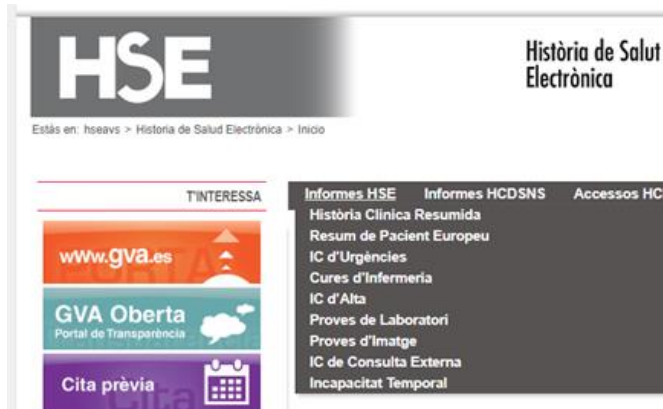 HSE
Història de Salut
Electrònica
Estás en: hseavs > Historia de Salud Electrónica > Inicio
T'INTERESSA
www.gva.es
GVA Oberta
Portal de Transparència
Cita prèvia
Informes HSE Informes HCDSNS Accessos HC
Història Clínica Resumida
Resum de Pacient Europeu
IC d'Urgències
Cures d'Infermeria
IC d'Alta
Proves de Laboratori
Proves d'Imatge
IC de Consulta Externa
Incapacitat Temporal